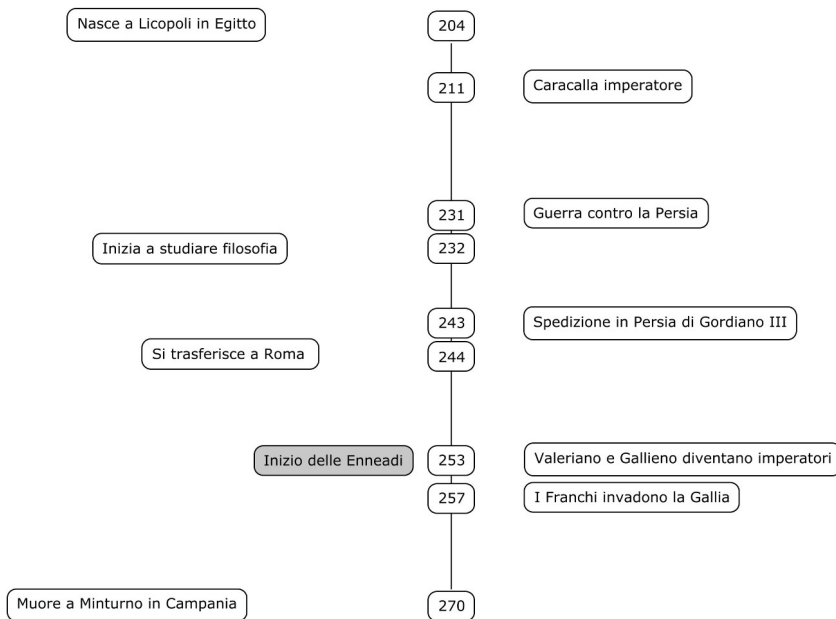 Nasce a Licopoli in Egitto
204
211
Caracalla imperatore
231
Guerra contro la Persia
Inizia a studiare filosofia
232
243
Spedizione in Persia di Gordiano III
Si trasferisce a Roma
244
Inizio delle Enneadi
253
Valeriano e Gallieno diventano imperatori
257
I Franchi invadono la Gallia
Muore a Minturno in Campania
270